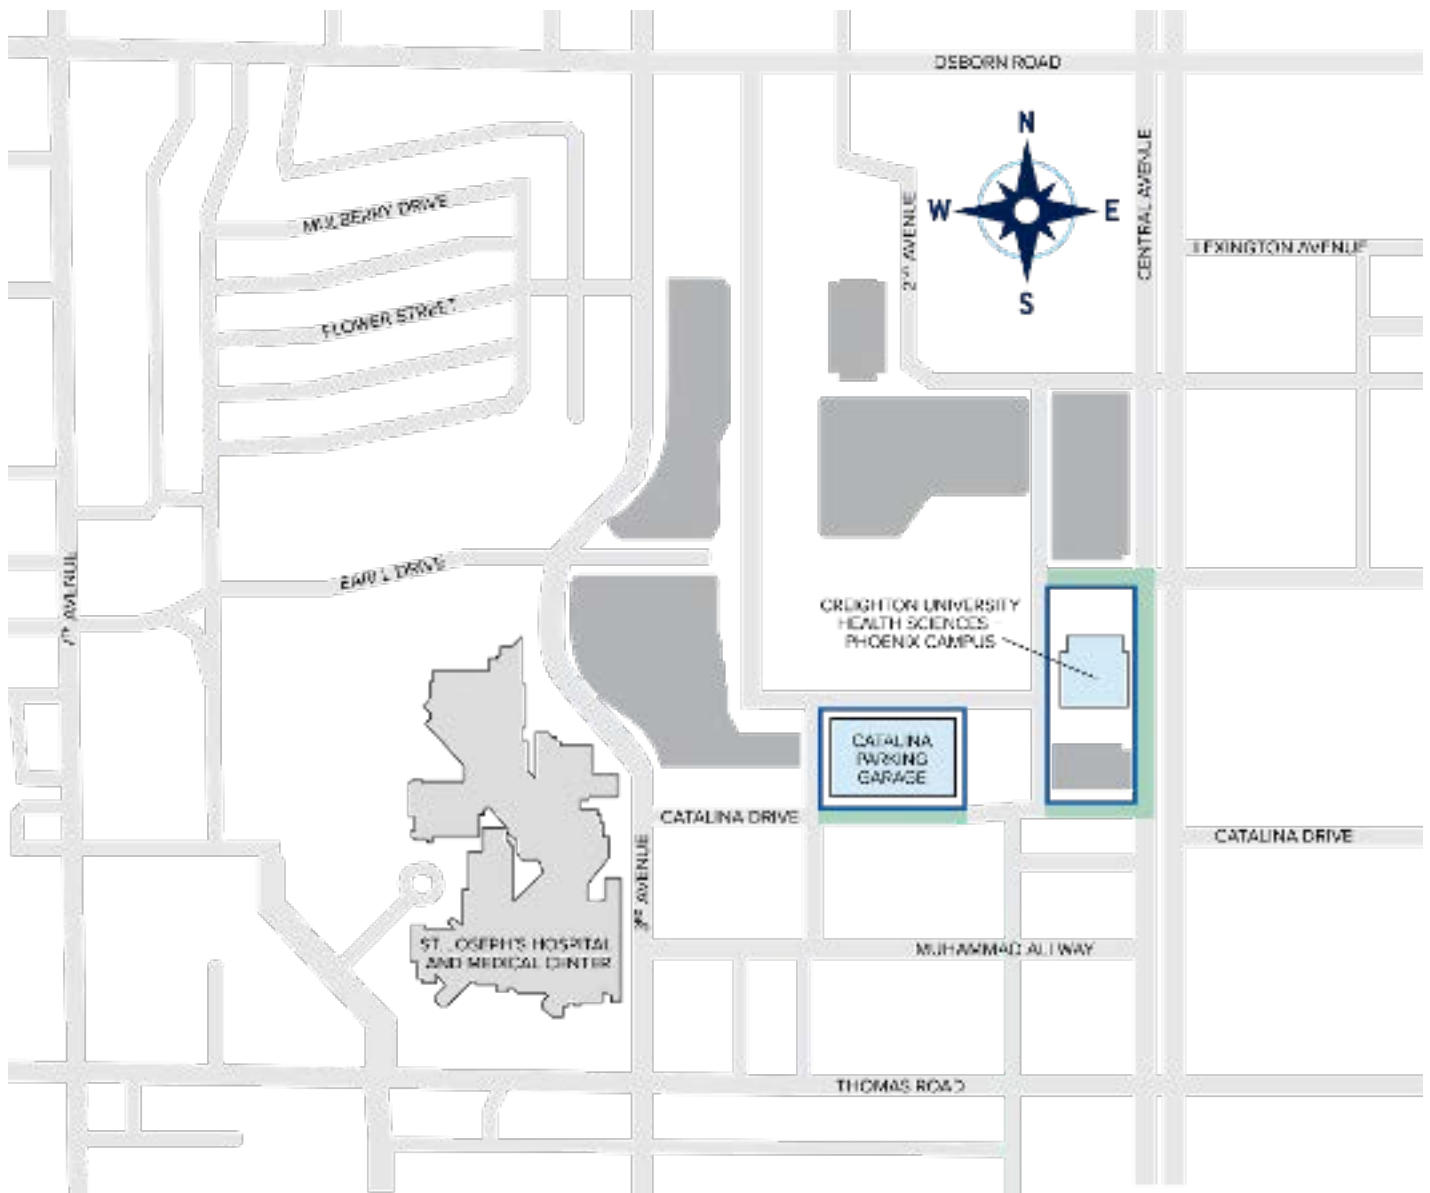 OSBORN ROAD
N
W
E
S
CENTRAL AVENUE
2ND AVENUE
LEXINGTON AVENUE
MULBERRY DRIVE
FLOWER STREET
EARLL DRIVE
7TH AVENUE
CREIGHTON UNIVERSITY
HEALTH SCIENCES –
PHOENIX CAMPUS
CATALINA
PARKING
GARAGE
CATALINA DRIVE
CATALINA DRIVE
3RD AVENUE
ST. JOSEPH'S HOSPITAL
AND MEDICAL CENTER
MUHAMMAD ALI WAY
THOMAS ROAD